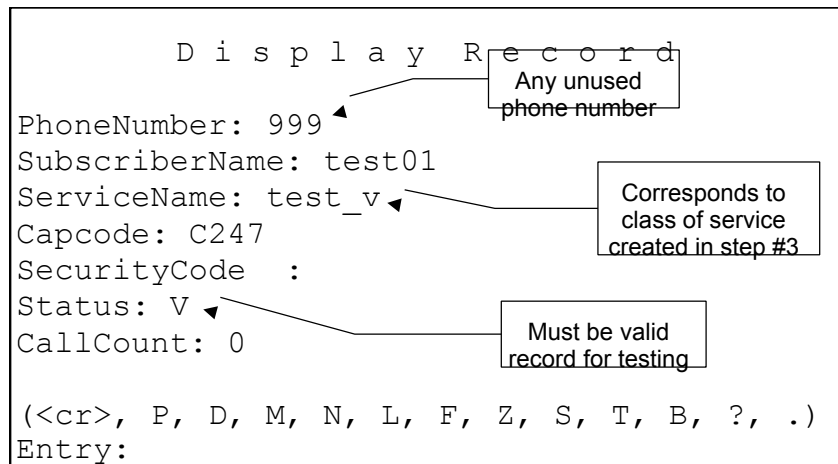 D i s p l a y R e c o r d
Any unused
phone number
PhoneNumber: 999
SubscriberName: test01
ServiceName: test_v
Corresponds to
class of service
created in step #3
Capcode: C247
SecurityCode  :
Status: V
Must be valid
record for testing
CallCount: 0
(<cr>, P, D, M, N, L, F, Z, S, T, B, ?, .)
Entry: